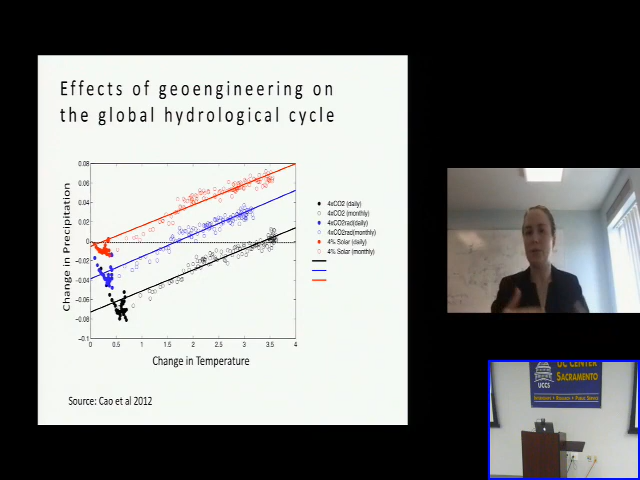 Effects of geoengineering on
the global hydrological cycle
Change in Precipitation
0.08
0.06
0.04
0.02
0
-0.02
-0.04
-0.06
-0.08
-0.1
0 0.5 1 1.5 2 2.5 3 3.5 4
Change in Temperature
4xCO2 (daily)
4xCO2 (monthly)
4xCO2rad(daily)
4xCO2rad(monthly)
4% Solar (daily)
4% Solar (monthly)
Source: Cao et al 2012
UC CENTER
SACRAMENTO
UCCS